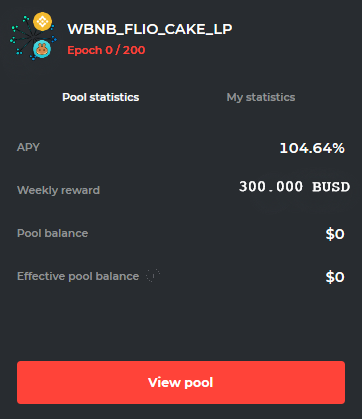 WBNB_FLIO_CAKE_LP
Epoch 0 / 200
Pool statistics My statistics
APY 104.64%
Weekly reward 300.000 BUSD
Pool balance $0
Effective pool balance $0
View pool